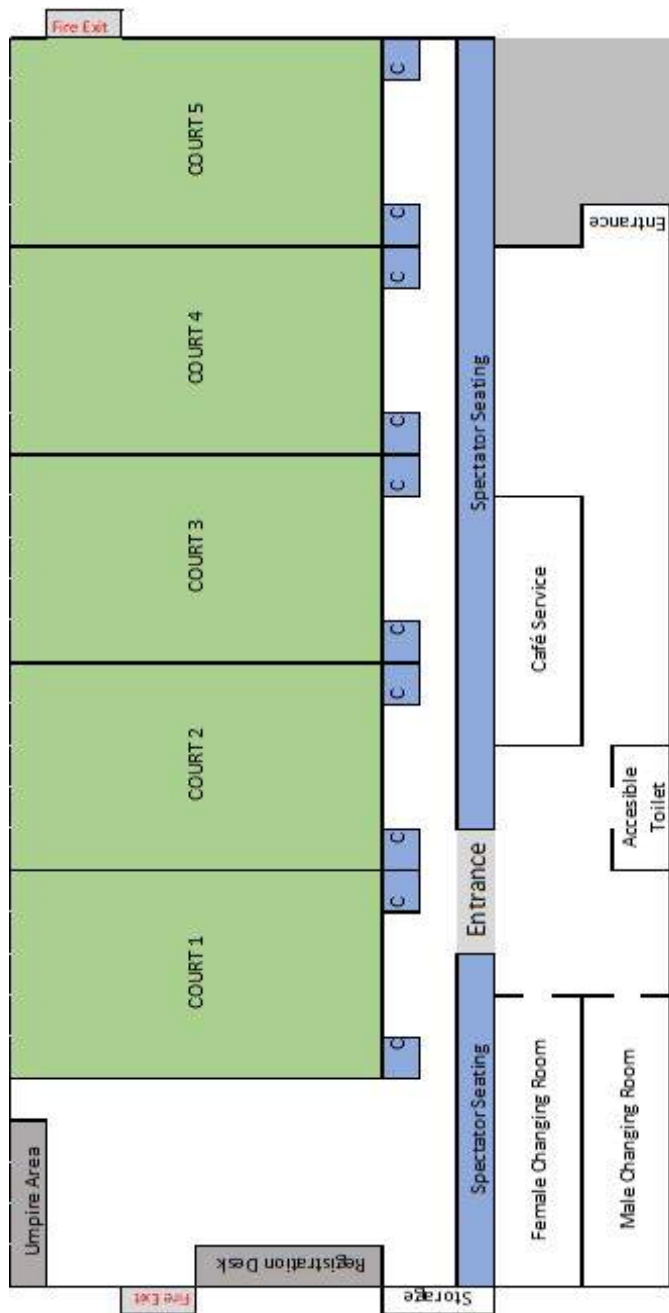 Umpire Area
Fire Exit
Fire Exit
COURT 1
COURT 2
COURT 3
COURT 4
COURT 5
Registration Desk
C
C
C
C
C
C
C
C
C
C
Storage
Spectator Seating
Entrance
Spectator Seating
Female Changing Room
Café Service
Male Changing Room
Accesible
Toilet
Entrance